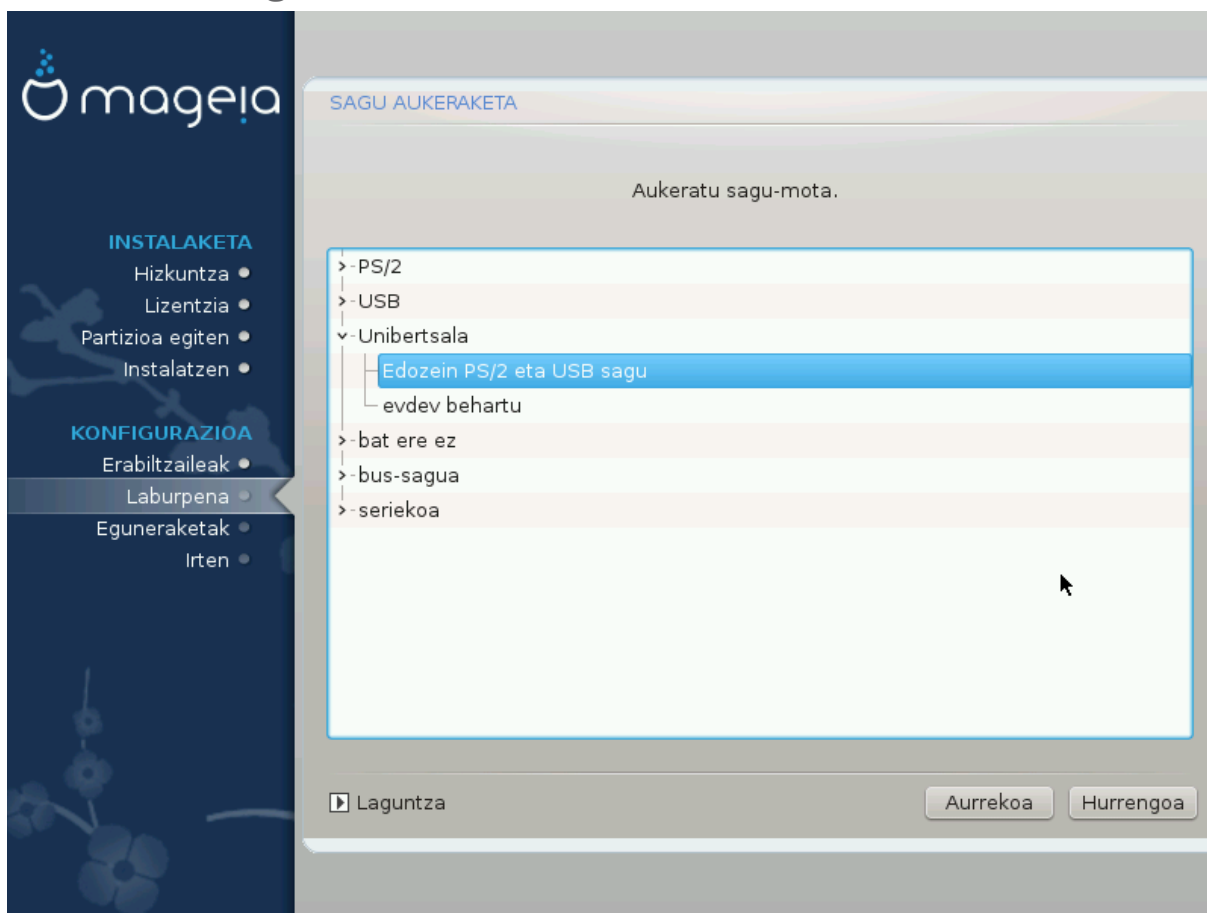 mageia
SAGU AUKERAKETA
Aukeratu sagu-mota.
INSTALAKETA
Hizkuntza
Lizentzia
Partizioa egiten
Instalatzen
KONFIGURAZIOA
Erabiltzaileak
Laburpena
Eguneraketak
Irten
PS/2
USB
Unibertsala
Edozein PS/2 eta USB sagu
evdev behartu
bat ere ez
bus-sagua
seriekoa
Laguntza
Aurrekoa
Hurrengoa